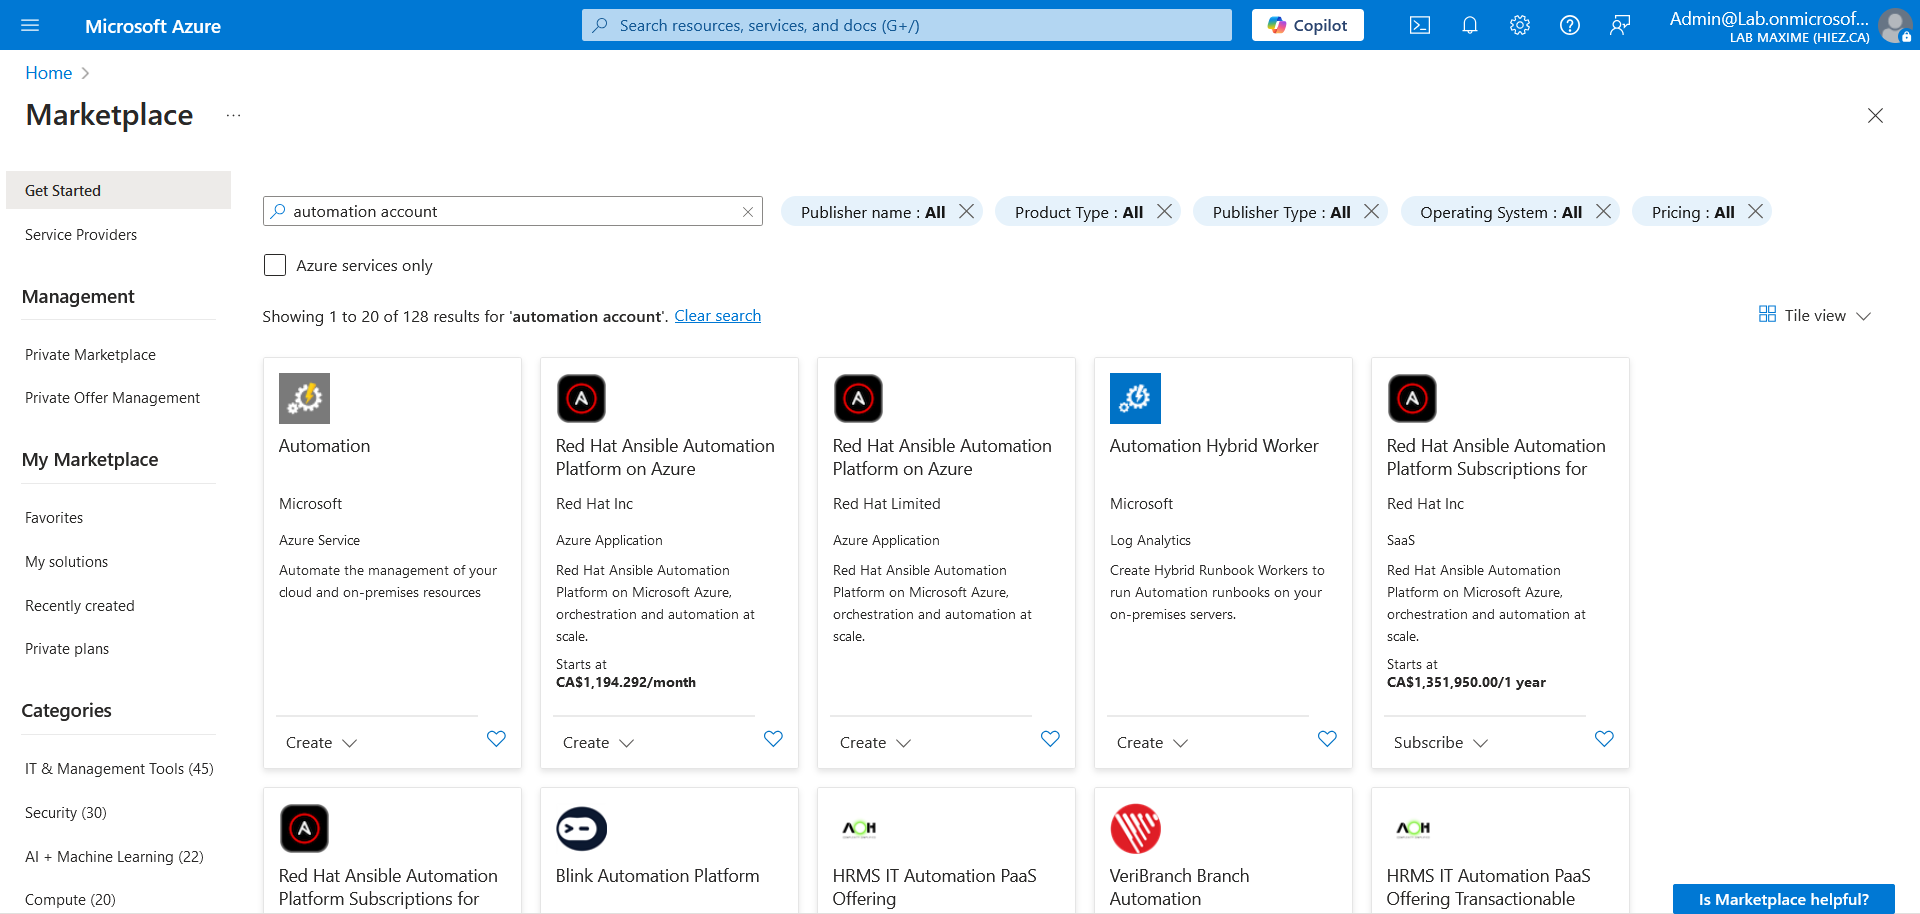 Microsoft Azure
Search resources, services, and docs (G+/)
Copilot
Admin@Lab.onmicrosof...
LAB MAXIME (HIEZ.CA)
Home
Marketplace
...
Get Started
Service Providers
Management
Private Marketplace
Private Offer Management
My Marketplace
Favorites
My solutions
Recently created
Private plans
Categories
IT & Management Tools (45)
Security (30)
AI + Machine Learning (22)
Compute (20)
automation account
Publisher name : All
Product Type : All
Publisher Type : All
Operating System : All
Pricing : All
Azure services only
Showing 1 to 20 of 128 results for 'automation account'. Clear search
Tile view
Automation
Microsoft
Azure Service
Automate the management of your
cloud and on-premises resources
Create
Red Hat Ansible Automation
Platform on Azure
Red Hat Inc
Azure Application
Red Hat Ansible Automation
Platform on Microsoft Azure,
orchestration and automation at
scale.
Starts at
CA$1,194.292/month
Create
Red Hat Ansible Automation
Platform on Azure
Red Hat Limited
Azure Application
Red Hat Ansible Automation
Platform on Microsoft Azure,
orchestration and automation at
scale.
Create
Automation Hybrid Worker
Microsoft
Log Analytics
Create Hybrid Runbook Workers to
run Automation runbooks on your
on-premises servers.
Create
Red Hat Ansible Automation
Platform Subscriptions for
Red Hat Inc
SaaS
Red Hat Ansible Automation
Platform on Microsoft Azure,
orchestration and automation at
scale.
Starts at
CA$1,351,950.00/1 year
Subscribe
Red Hat Ansible Automation
Platform Subscriptions for
Blink Automation Platform
AOH
HRMS IT Automation PaaS
Offering
VeriBranch Branch
Automation
AOH
HRMS IT Automation PaaS
Offering Transactionable
Is Marketplace helpful?